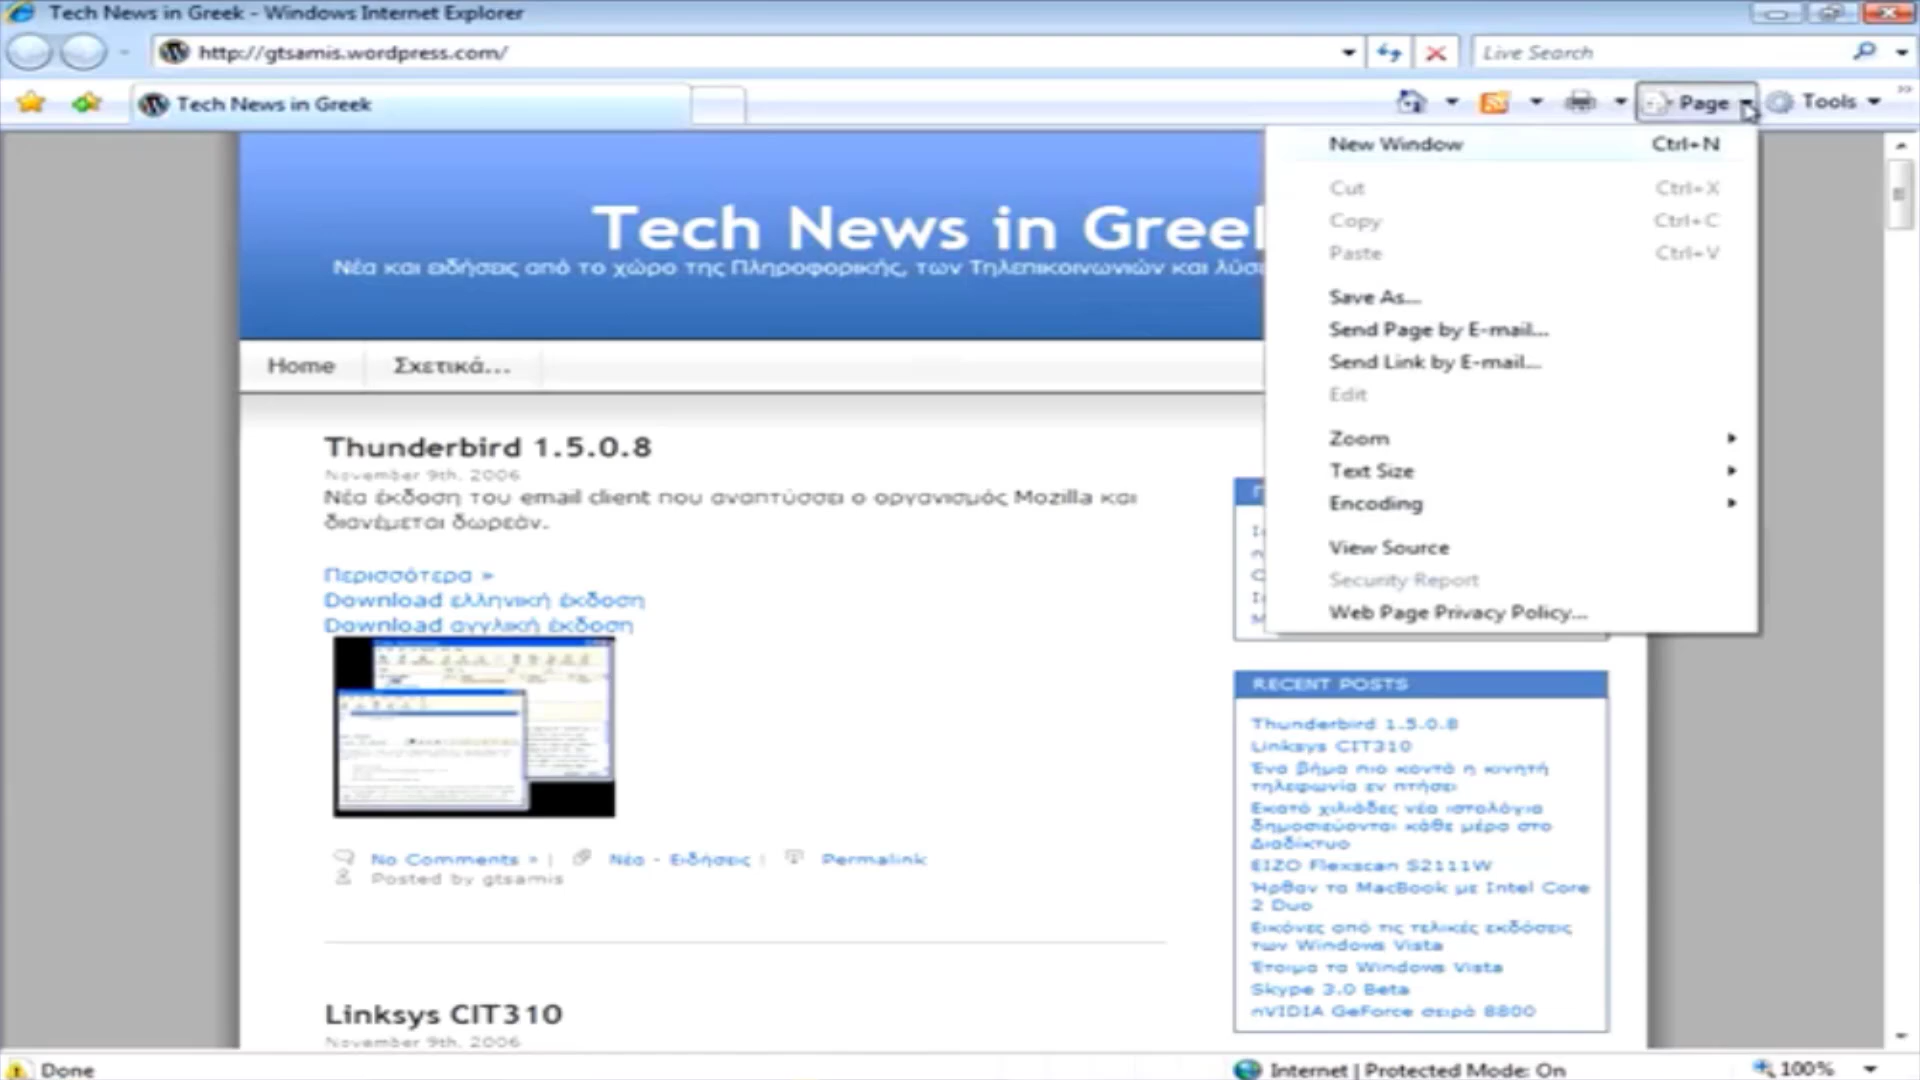 Tech News in Greek - Windows Internet Explorer
http://gtsamis.wordpress.com/
Live Search
Tech News in Greek
Page
Tools
New Window Ctrl+N
Cut Ctrl+X
Copy Ctrl+C
Paste Ctrl+V
Save As...
Send Page by E-mail...
Send Link by E-mail...
Edit
Zoom
Text Size
Encoding
View Source
Security Report
Web Page Privacy Policy...
Tech News in Greek
Νέα και ειδήσεις από το χώρο της Πληροφορικής, των Τηλεπικοινωνιών και
Home
Σχετικά...
Thunderbird 1.5.0.8
November 9th, 2006
Νέα έκδοση του email client που αναπτύσσει ο οργανισμός Mozilla και
διανέμεται δωρεάν.
Περισσότερα »
Download ελληνική έκδοση
Download αγγλική έκδοση
No Comments » | Νέα - Ειδήσεις | Permalink
Posted by gtsamis
Linksys CIT310
November 9th, 2006
RECENT POSTS
Thunderbird 1.5.0.8
Linksys CIT310
Ένα βήμα πιο κοντά η κινητή
τηλεφωνία εν πτήσει
Εκατό χιλιάδες νέα ιστολόγια
δημοσιεύονται κάθε μέρα στο
Διαδίκτυο
EIZO Flexscan S2111W
Ήρθαν τα MacBook με Intel Core
2 Duo
Εικόνες από τις τελικές εκδόσεις
των Windows Vista
Έτοιμα τα Windows Vista
Skype 3.0 Beta
nVIDIA GeForce σειρά 8800
Done
Internet | Protected Mode: On
100%